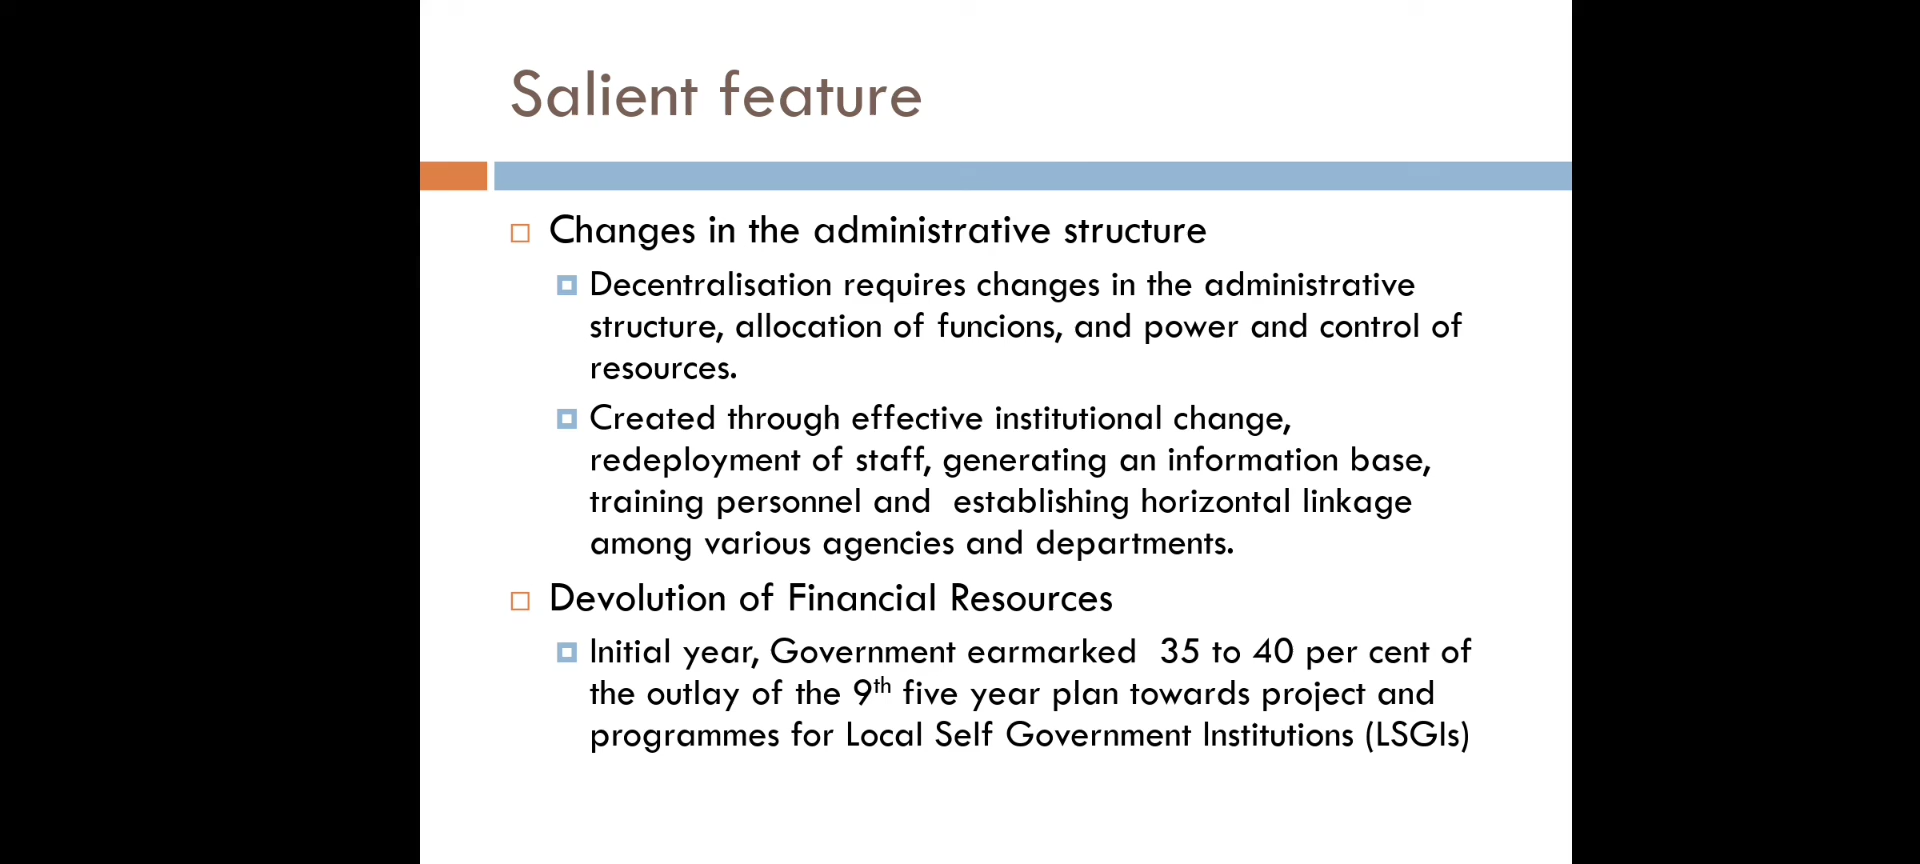 Salient feature
Changes in the administrative structure
Decentralisation requires changes in the administrative
structure, allocation of funcions, and power and control of
resources.
Created through effective institutional change,
redeployment of staff, generating an information base,
training personnel and  establishing horizontal linkage
among various agencies and departments.
Devolution of Financial Resources
Initial year, Government earmarked  35 to 40 per cent of
the outlay of the 9th five year plan towards project and
programmes for Local Self Government Institutions (LSGIs)